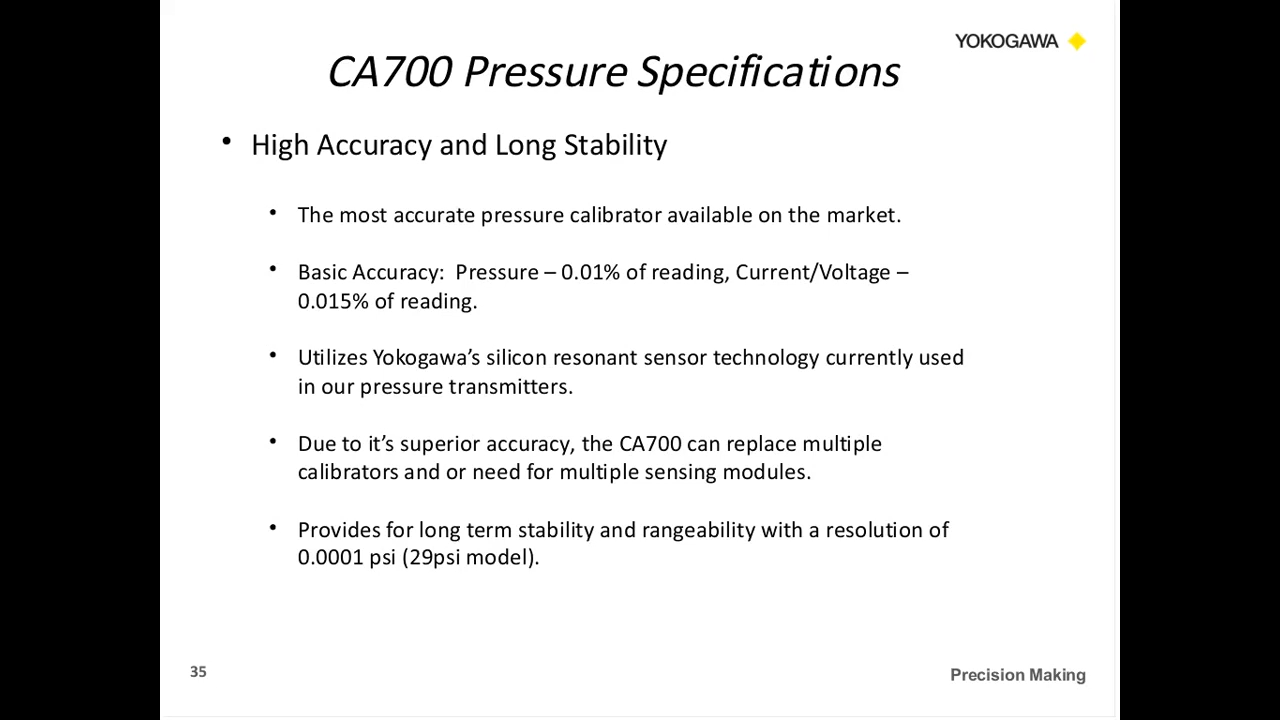 YOKOGAWA
CA700 Pressure Specifications
• High Accuracy and Long Stability
• The most accurate pressure calibrator available on the market.
• Basic Accuracy:  Pressure – 0.01% of reading, Current/Voltage –
0.015% of reading.
• Utilizes Yokogawa’s silicon resonant sensor technology currently used
in our pressure transmitters.
• Due to it’s superior accuracy, the CA700 can replace multiple
calibrators and or need for multiple sensing modules.
• Provides for long term stability and rangeability with a resolution of
0.0001 psi (29psi model).
35
Precision Making